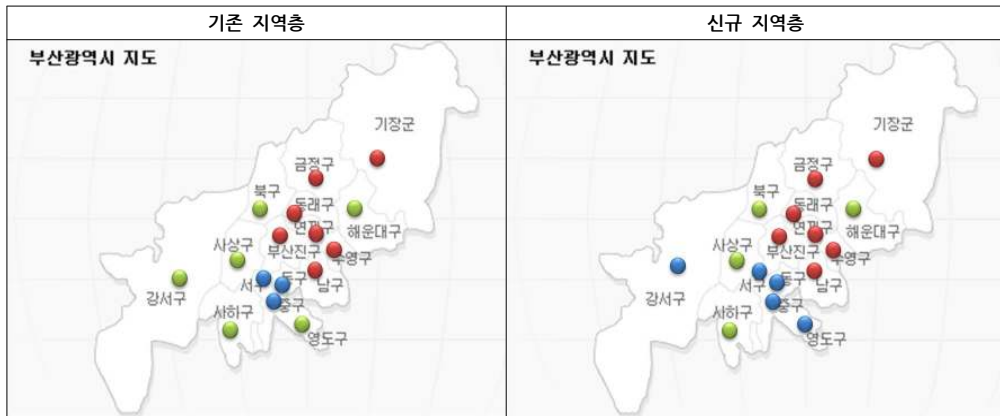 기존 지역층
신규 지역층
부산광역시 지도
기장군
금정구
북구
동래구
연제구
해운대구
사상구
부산진구
수영구
서구
동구
남구
강서구
중구
사하구
영도구
부산광역시 지도
기장군
금정구
북구
동래구
연제구
해운대구
사상구
부산진구
수영구
서구
동구
남구
강서구
중구
사하구
영도구